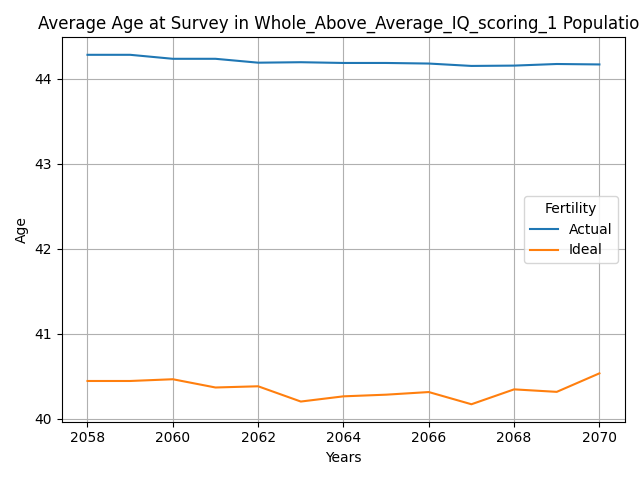 Average Age at Survey in Whole_Above_Average_IQ_scoring_1 Populatio
44
43
42
41
40
Age
Fertility
Actual
Ideal
2058 2060 2062 2064 2066 2068 2070
Years